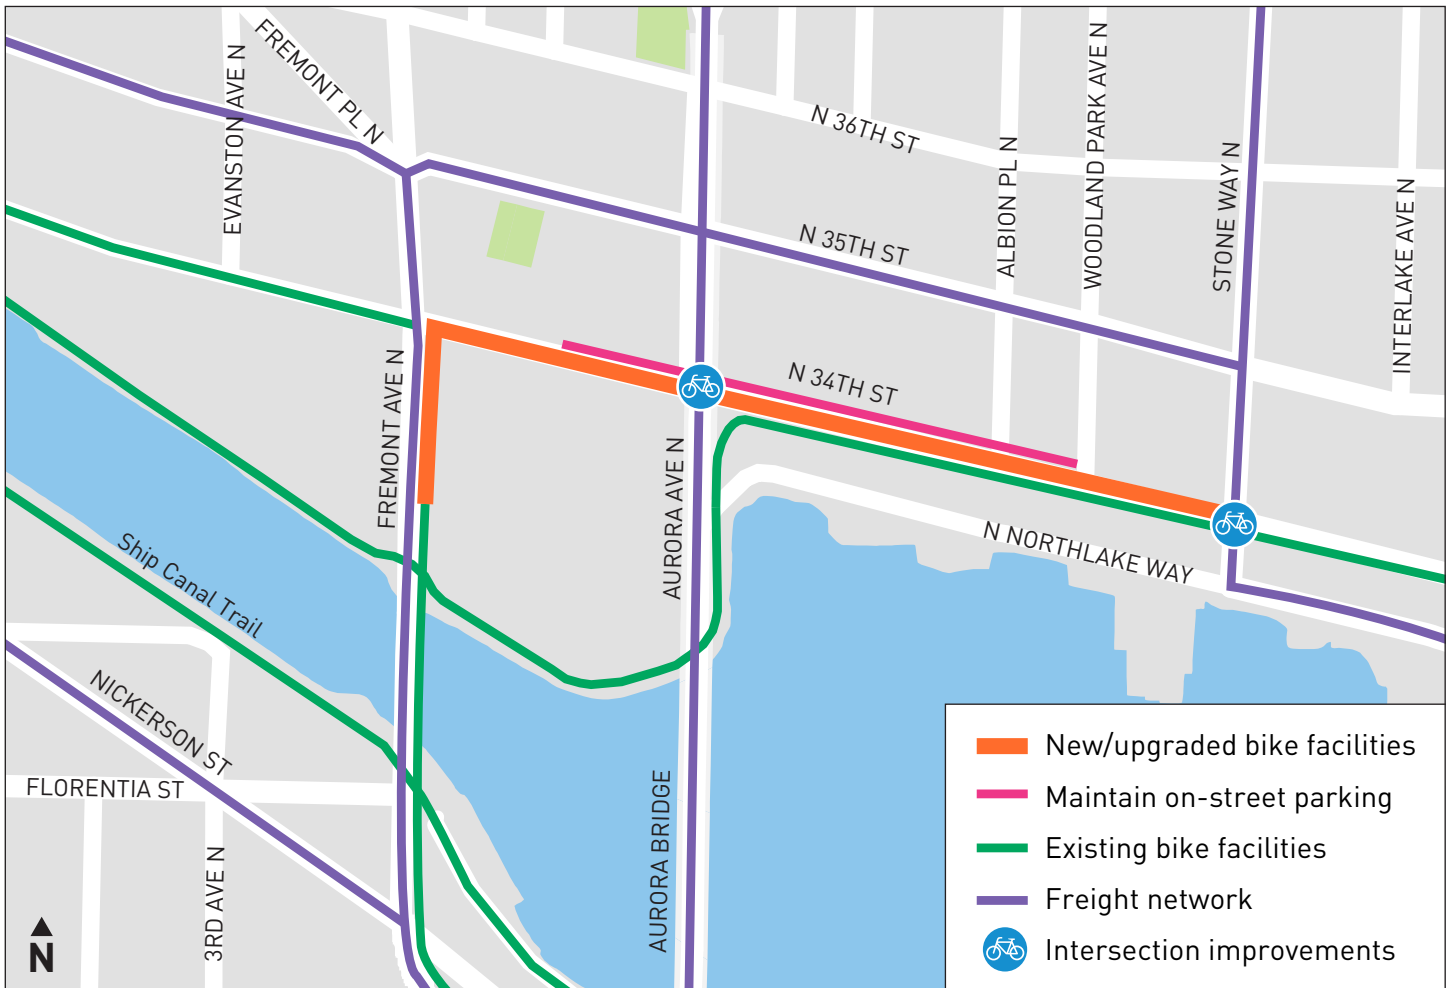 FREMONT PL N
EVANSTON AVE N
N 36TH ST
WOODLAND PARK AVE N
ALBION PL N
STONE WAY N
INTERLAKE AVE N
N 35TH ST
N 34TH ST
FREMONT AVE N
AURORA AVE N
N NORTHLAKE WAY
Ship Canal Trail
NICKERSON ST
FLORENTIA ST
3RD AVE N
AURORA BRIDGE
N
New/upgraded bike facilities
Maintain on-street parking
Existing bike facilities
Freight network
Intersection improvements